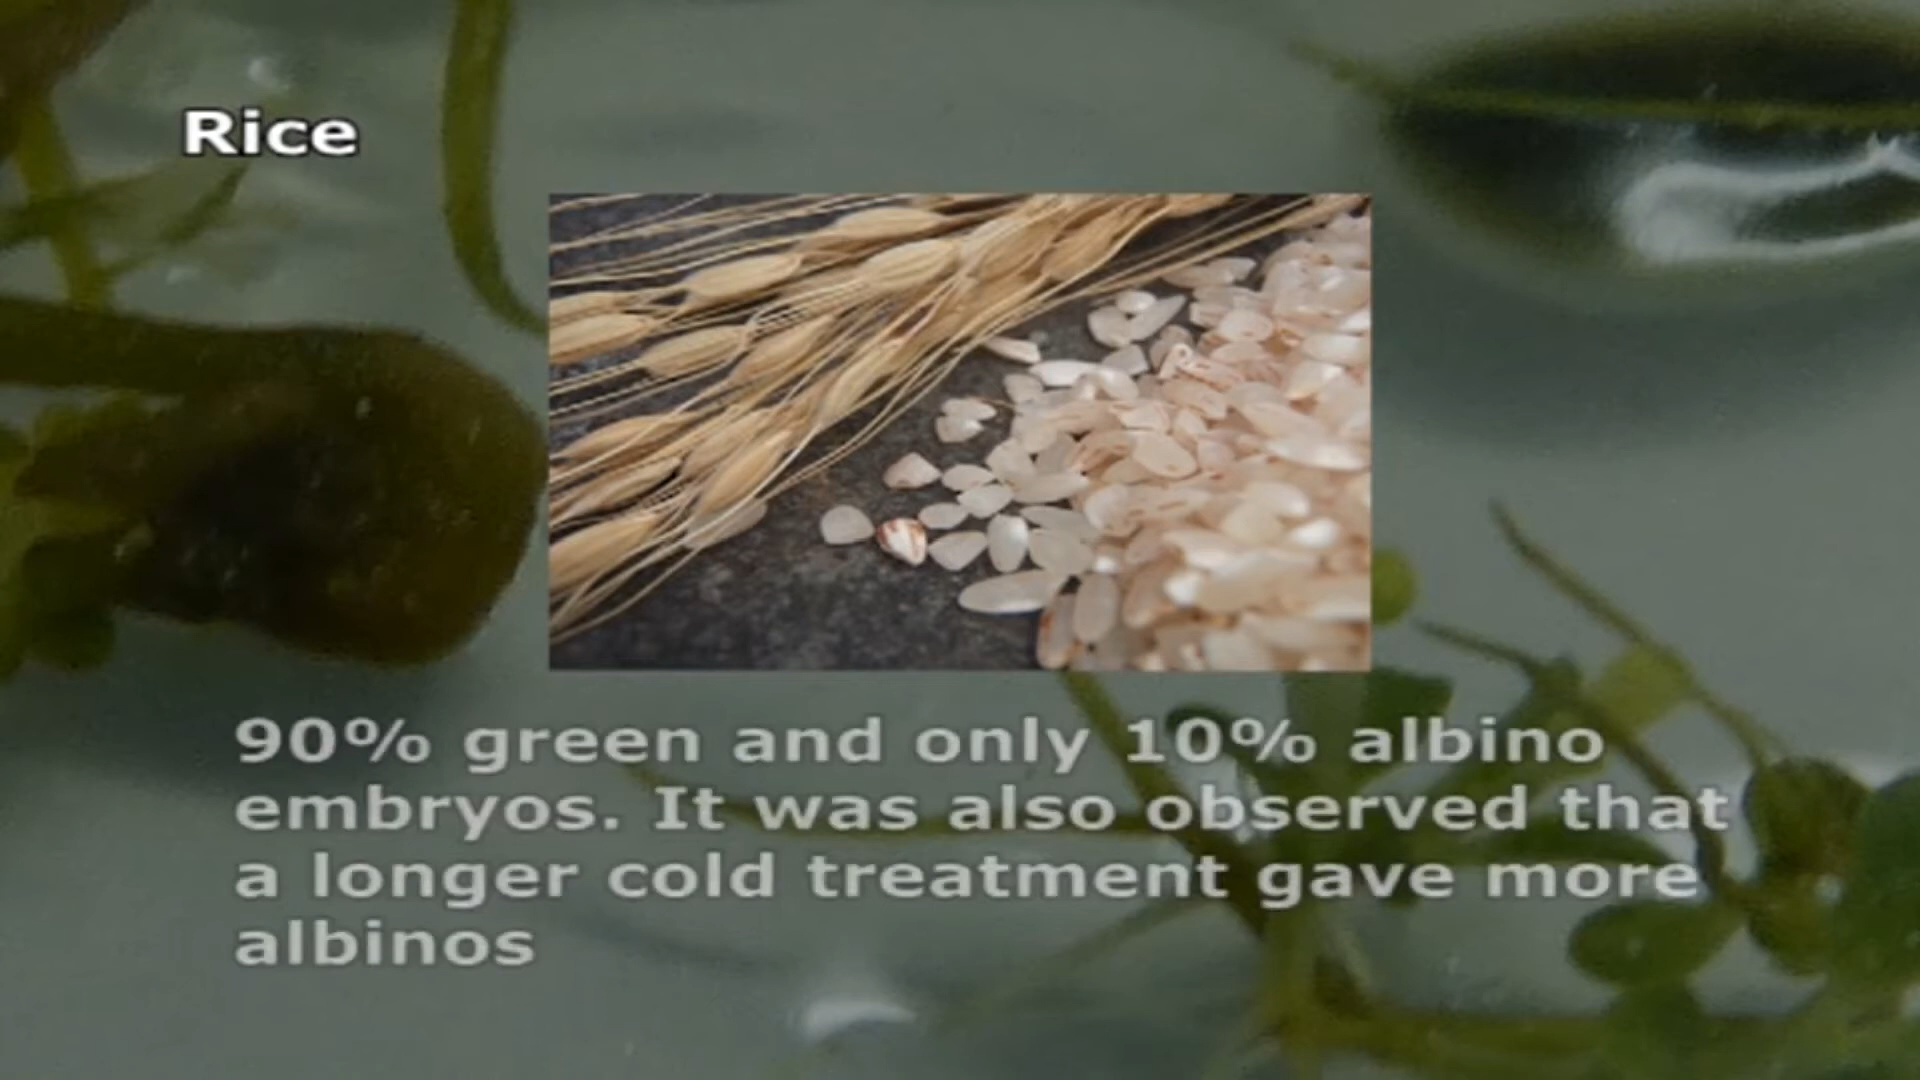 Rice
90% green and only 10% albino
embryos. It was also observed that
a longer cold treatment gave more
albinos